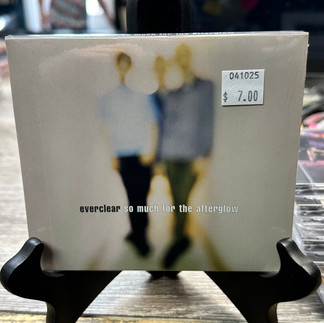 041025
$ 7.00
everclear so much for the afterglow